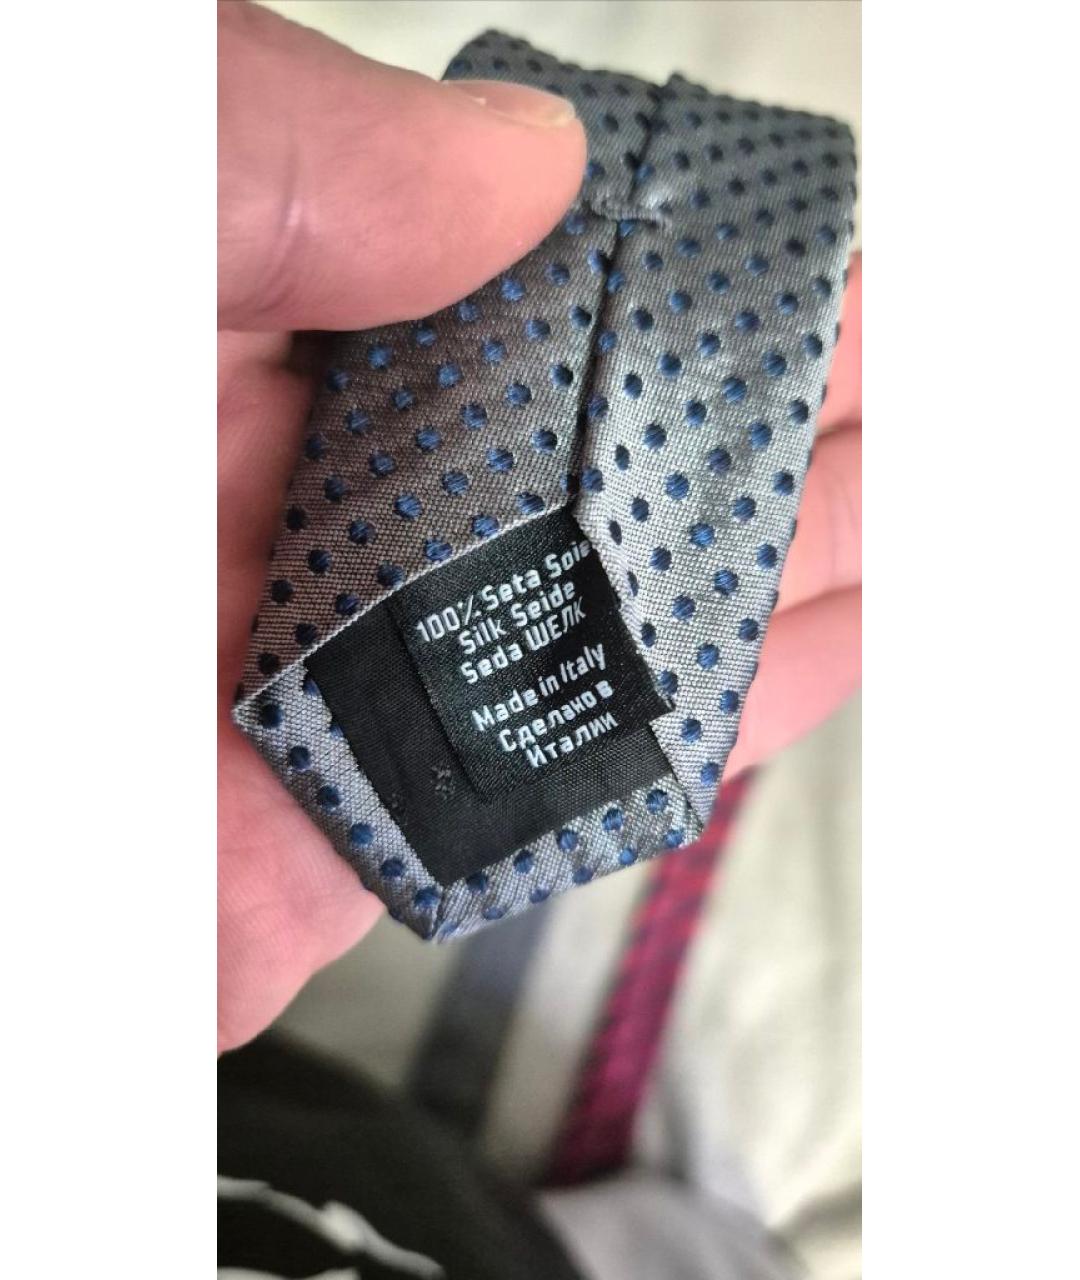 100% Seta Soie
Silk Seide
Seda ШЕЛК
Made in Italy
Сделано в
Италии